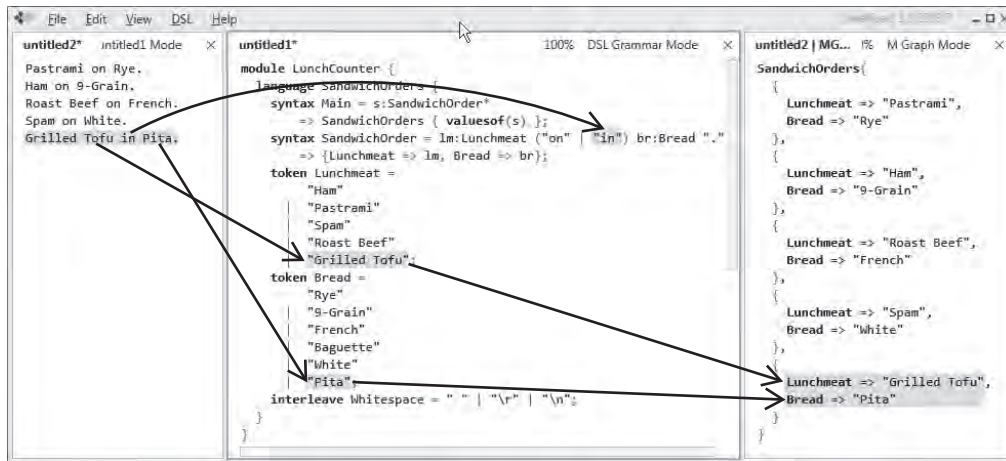 File Edit View DSL Help
untitled2* untitled1 Mode ×
Pastrami on Rye.
Ham on 9-Grain.
Roast Beef on French.
Spam on White.
Grilled Tofu in Pita.
untitled1* 100% DSL Grammar Mode ×
module LunchCounter {
language SandwichOrders {
syntax Main = s:SandwichOrder*
=> SandwichOrders { valuesof(s) };
syntax SandwichOrder = lm:Lunchmeat ("on" | "in") br:Bread "."
=> {Lunchmeat => lm, Bread => br};
token Lunchmeat =
"Ham"
| "Pastrami"
| "Spam"
| "Roast Beef"
| "Grilled Tofu";
token Bread =
"Rye"
| "9-Grain"
| "French"
| "Baguette"
| "White"
| "Pita";
interleave Whitespace = " " | "\r" | "\n";
}
}
untitled2 | MG... % M Graph Mode ×
SandwichOrders{
{
Lunchmeat => "Pastrami",
Bread => "Rye"
},
{
Lunchmeat => "Ham",
Bread => "9-Grain"
},
{
Lunchmeat => "Roast Beef",
Bread => "French"
},
{
Lunchmeat => "Spam",
Bread => "White"
},
{
Lunchmeat => "Grilled Tofu",
Bread => "Pita"
}
}